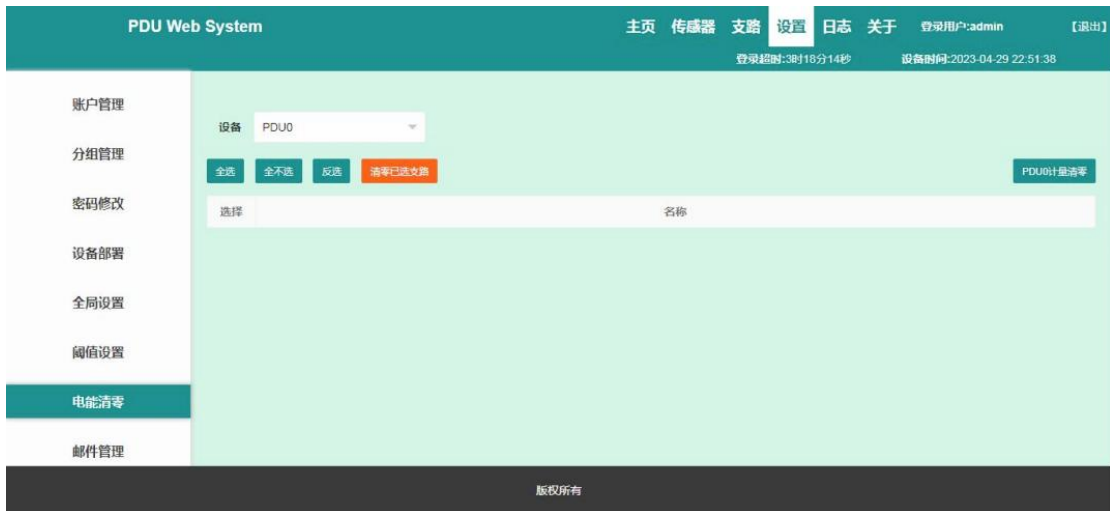 PDU Web System 主页 传感器 支路 设置 日志 关于 登录用户:admin 【退出】
登录超时:3时18分14秒 设备时间:2023-04-29 22:51:38
账户管理
设备 PDU0
分组管理
全选 全不选 反选 清零已选支路 PDU0计量清零
密码修改
选择 名称
设备部署
全局设置
阈值设置
电能清零
邮件管理
版权所有